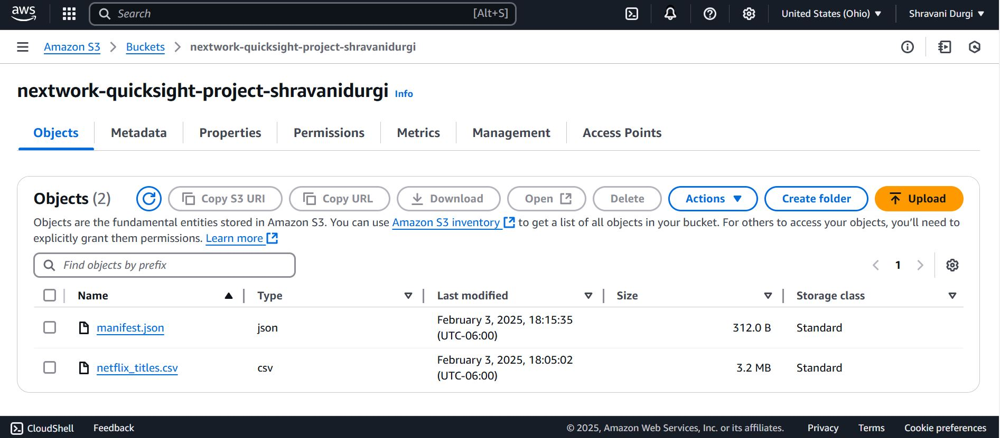 aws
Search [Alt+S] United States (Ohio) Shravani Durgi
Amazon S3 Buckets nextwork-quicksight-project-shravanidurgi
nextwork-quicksight-project-shravanidurgi Info
Objects Metadata Properties Permissions Metrics Management Access Points
Objects (2) Copy S3 URI Copy URL Download Open Delete Actions Create folder Upload
Objects are the fundamental entities stored in Amazon S3. You can use Amazon S3 inventory to get a list of all objects in your bucket. For others to access your objects, you’ll need to
explicitly grant them permissions. Learn more
Find objects by prefix 1
Name Type Last modified Size Storage class
manifest.json json February 3, 2025, 18:15:35 312.0 B Standard
(UTC-06:00)
netflix_titles.csv csv February 3, 2025, 18:05:02 3.2 MB Standard
(UTC-06:00)
CloudShell Feedback © 2025, Amazon Web Services, Inc. or its affiliates. Privacy Terms Cookie preferences